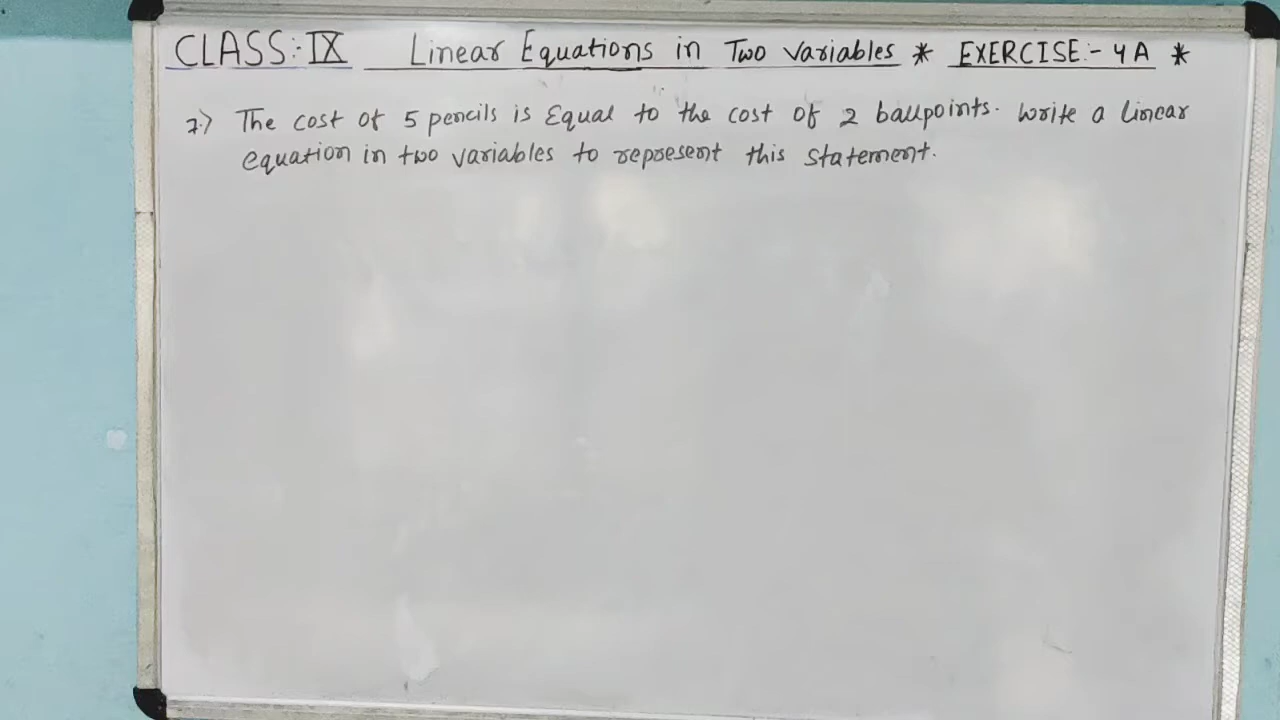 CLASS:-IX Linear Equations in Two Variables * EXERCISE:- 4A *
7.) The cost of 5 pencils is Equal to the cost of 2 ballpoints. Write a linear
equation in two variables to represent this statement.